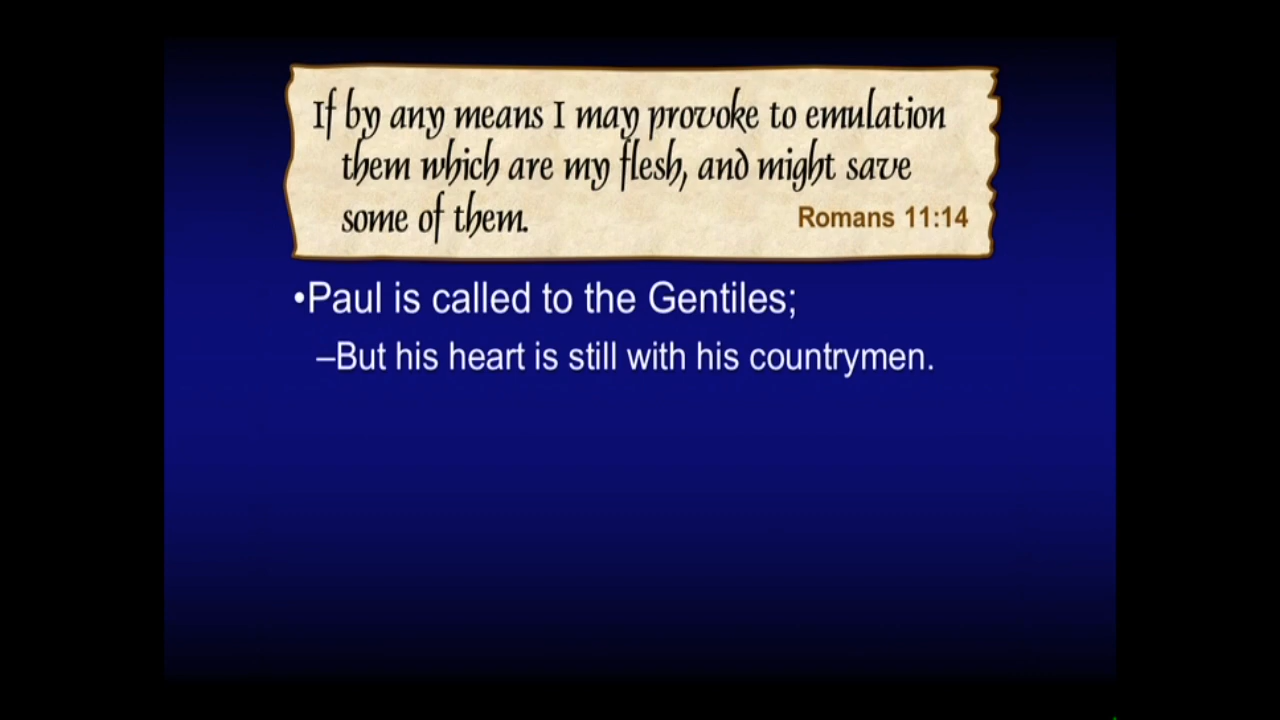 If by any means I may provoke to emulation
them which are my flesh, and might save
some of them.
Romans 11:14
•Paul is called to the Gentiles;
–But his heart is still with his countrymen.